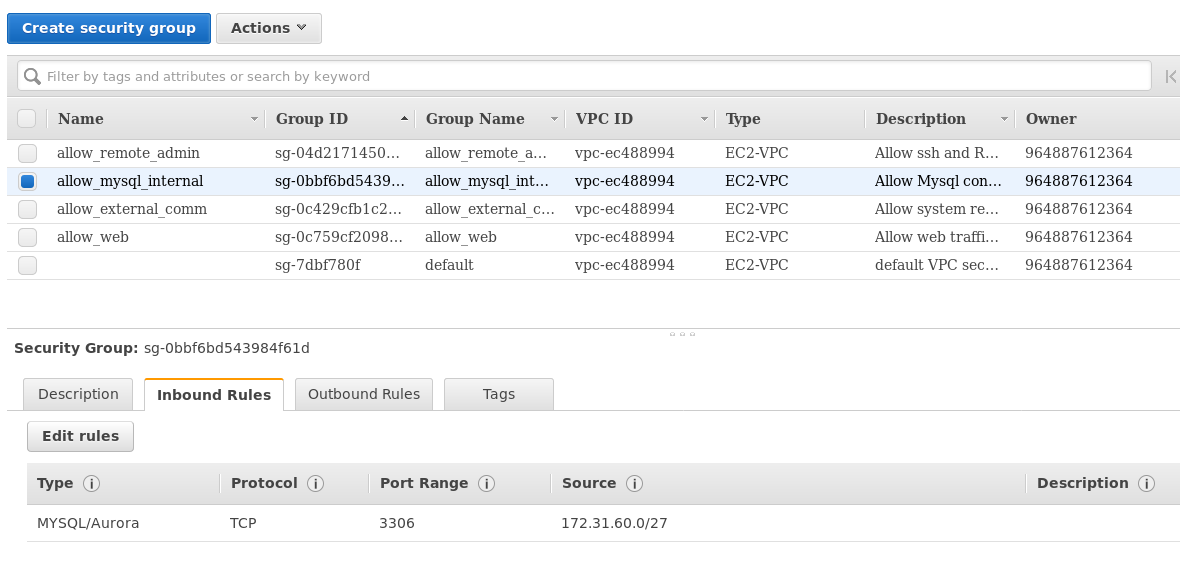 Create security group Actions
Filter by tags and attributes or search by keyword
Name Group ID Group Name VPC ID Type Description Owner
allow_remote_admin sg-04d2171450... allow_remote_a... vpc-ec488994 EC2-VPC Allow ssh and R... 964887612364
allow_mysql_internal sg-0bbf6bd5439... allow_mysql_int... vpc-ec488994 EC2-VPC Allow Mysql con... 964887612364
allow_external_comm sg-0c429cfb1c2... allow_external_c... vpc-ec488994 EC2-VPC Allow system re... 964887612364
allow_web sg-0c759cf2098... allow_web vpc-ec488994 EC2-VPC Allow web traffi... 964887612364
sg-7dbf780f default vpc-ec488994 EC2-VPC default VPC sec... 964887612364
Security Group: sg-0bbf6bd543984f61d
Description Inbound Rules Outbound Rules Tags
Edit rules
Type Protocol Port Range Source Description
MYSQL/Aurora TCP 3306 172.31.60.0/27